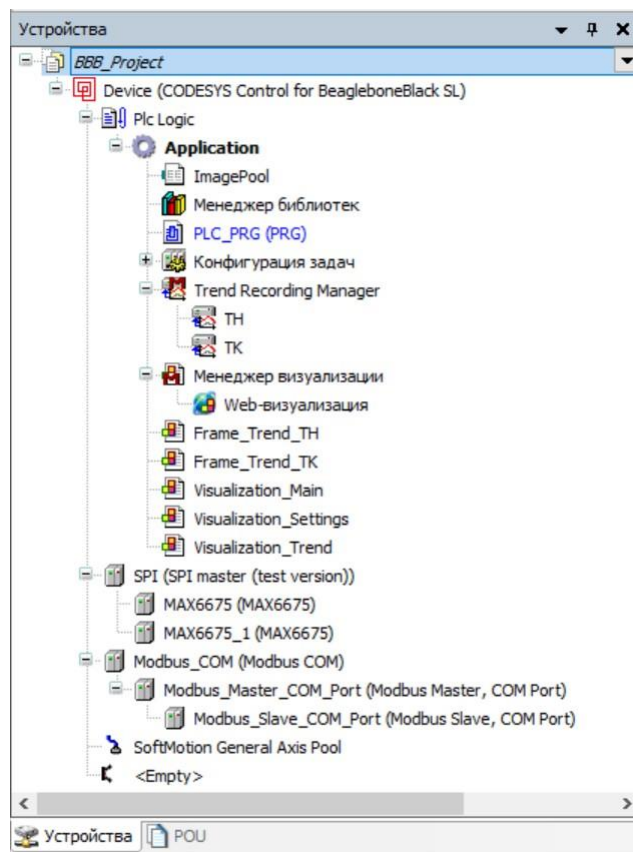 Устройства
BBB_Project
Device (CODESYS Control for BeagleboneBlack SL)
Plc Logic
Application
ImagePool
Менеджер библиотек
PLC_PRG (PRG)
Конфигурация задач
Trend Recording Manager
TH
TK
Менеджер визуализации
Web-визуализация
Frame_Trend_TH
Frame_Trend_TK
Visualization_Main
Visualization_Settings
Visualization_Trend
SPI (SPI master (test version))
MAX6675 (MAX6675)
MAX6675_1 (MAX6675)
Modbus_COM (Modbus COM)
Modbus_Master_COM_Port (Modbus Master, COM Port)
Modbus_Slave_COM_Port (Modbus Slave, COM Port)
SoftMotion General Axis Pool
<Empty>
Устройства POU